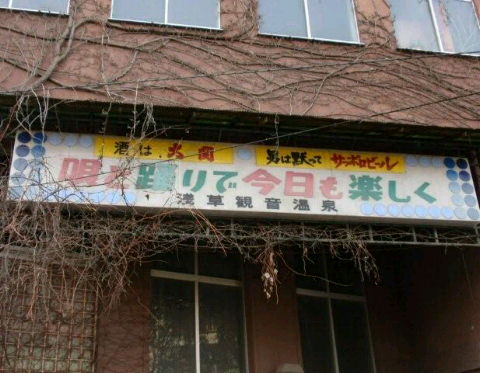 酒は 大関 男は黙って サッポロビール
唄と踊りで今日も楽しく
浅草観音温泉